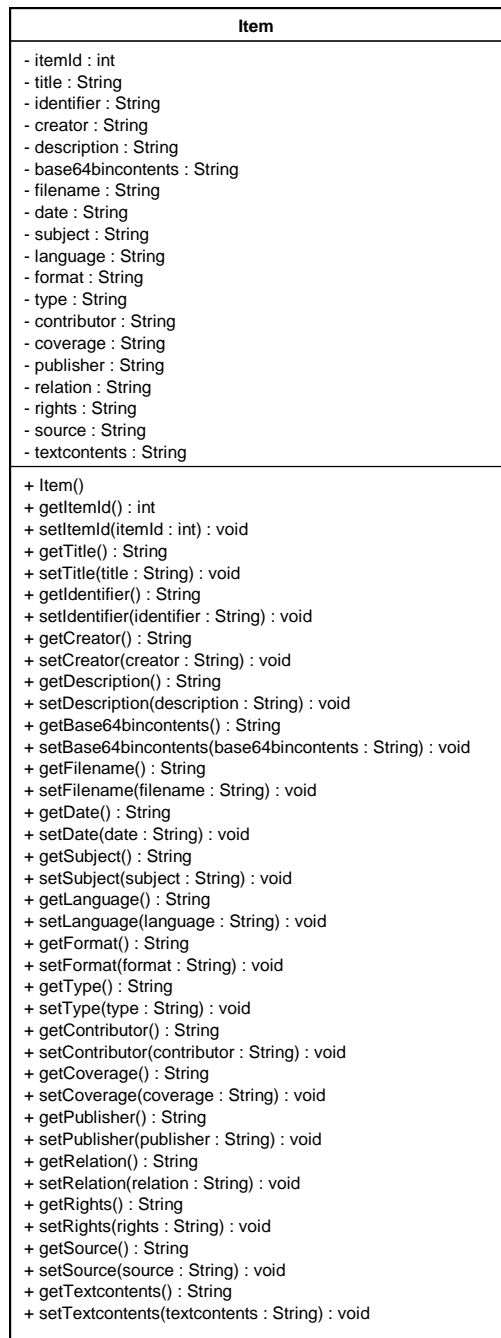 Item
- itemId : int
- title : String
- identifier : String
- creator : String
- description : String
- base64bincontents : String
- filename : String
- date : String
- subject : String
- language : String
- format : String
- type : String
- contributor : String
- coverage : String
- publisher : String
- relation : String
- rights : String
- source : String
- textcontents : String
+ Item()
+ getItemId() : int
+ setItemId(itemId : int) : void
+ getTitle() : String
+ setTitle(title : String) : void
+ getIdentifier() : String
+ setIdentifier(identifier : String) : void
+ getCreator() : String
+ setCreator(creator : String) : void
+ getDescription() : String
+ setDescription(description : String) : void
+ getBase64bincontents() : String
+ setBase64bincontents(base64bincontents : String) : void
+ getFilename() : String
+ setFilename(filename : String) : void
+ getDate() : String
+ setDate(date : String) : void
+ getSubject() : String
+ setSubject(subject : String) : void
+ getLanguage() : String
+ setLanguage(language : String) : void
+ getFormat() : String
+ setFormat(format : String) : void
+ getType() : String
+ setType(type : String) : void
+ getContributor() : String
+ setContributor(contributor : String) : void
+ getCoverage() : String
+ setCoverage(coverage : String) : void
+ getPublisher() : String
+ setPublisher(publisher : String) : void
+ getRelation() : String
+ setRelation(relation : String) : void
+ getRights() : String
+ setRights(rights : String) : void
+ getSource() : String
+ setSource(source : String) : void
+ getTextcontents() : String
+ setTextcontents(textcontents : String) : void